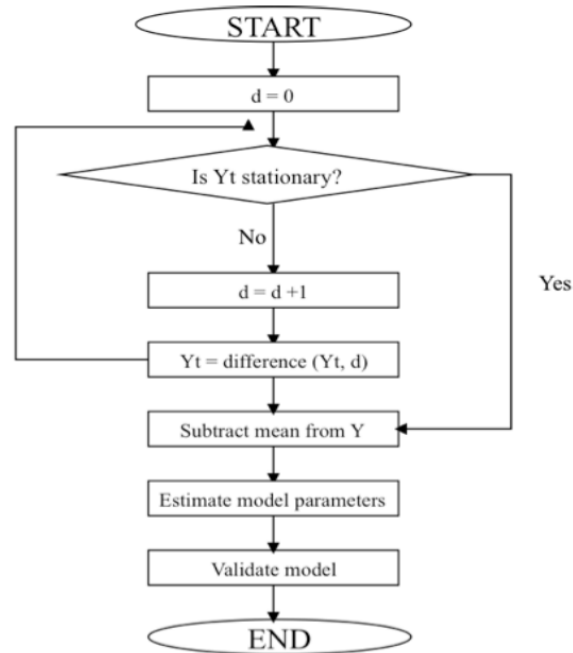 START
d = 0
Is Yt stationary?
No
Yes
d = d +1
Yt = difference (Yt, d)
Subtract mean from Y
Estimate model parameters
Validate model
END